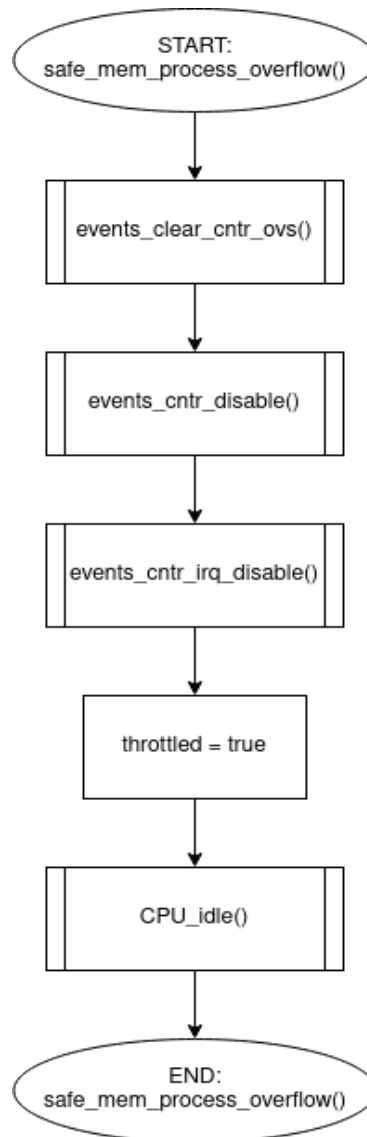 START:
safe_mem_process_overflow()
events_clear_cntr_ovs()
events_cntr_disable()
events_cntr_irq_disable()
throttled = true
CPU_idle()
END:
safe_mem_process_overflow()